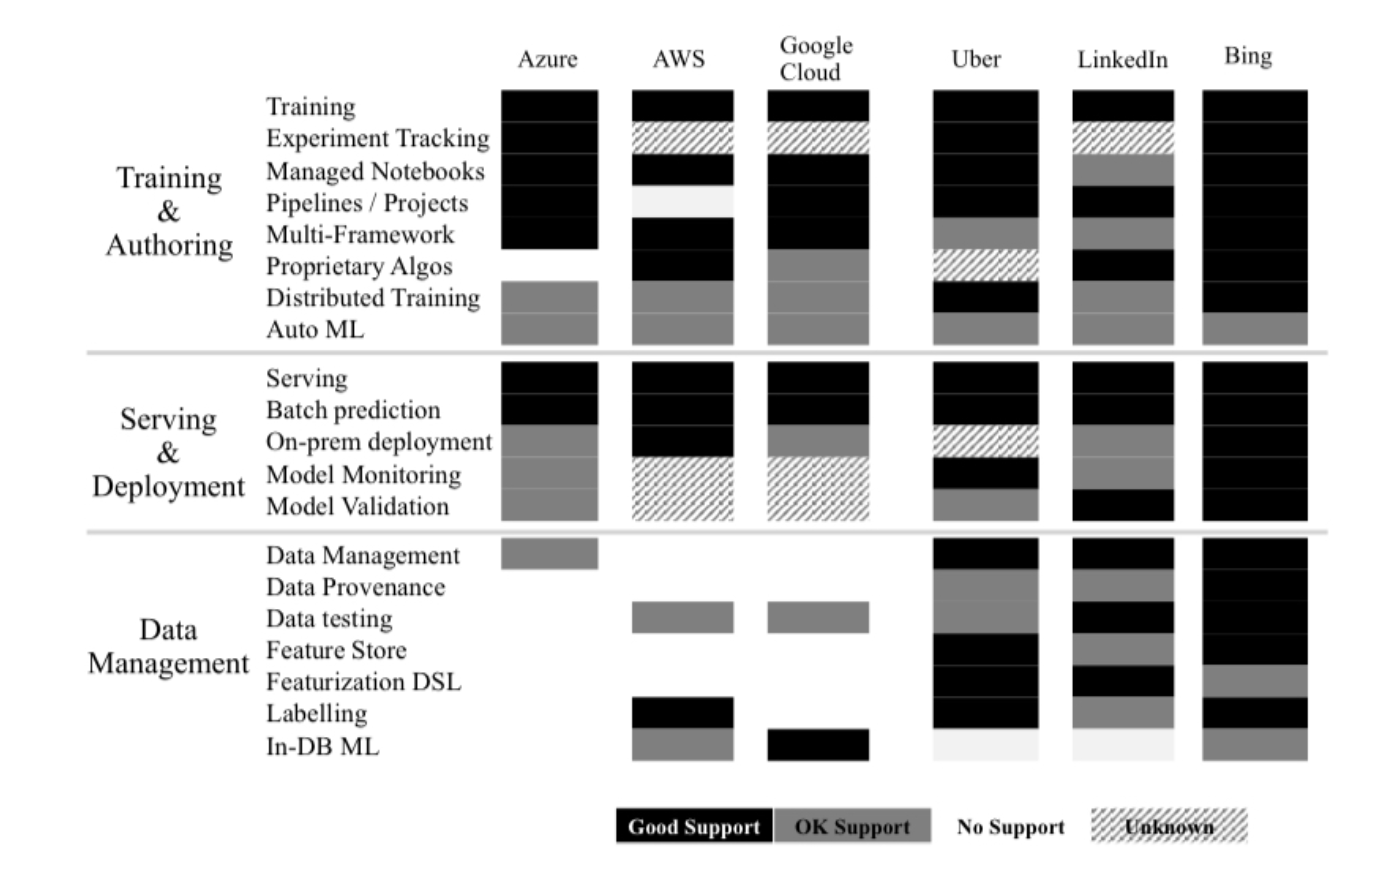 Azure
AWS
Google
Cloud
Uber
LinkedIn
Bing
Training
&
Authoring
Training
Experiment Tracking
Managed Notebooks
Pipelines / Projects
Multi-Framework
Proprietary Algos
Distributed Training
Auto ML
Serving
&
Deployment
Serving
Batch prediction
On-prem deployment
Model Monitoring
Model Validation
Data
Management
Data Management
Data Provenance
Data testing
Feature Store
Featurization DSL
Labelling
In-DB ML
Good Support
OK Support
No Support
Unknown